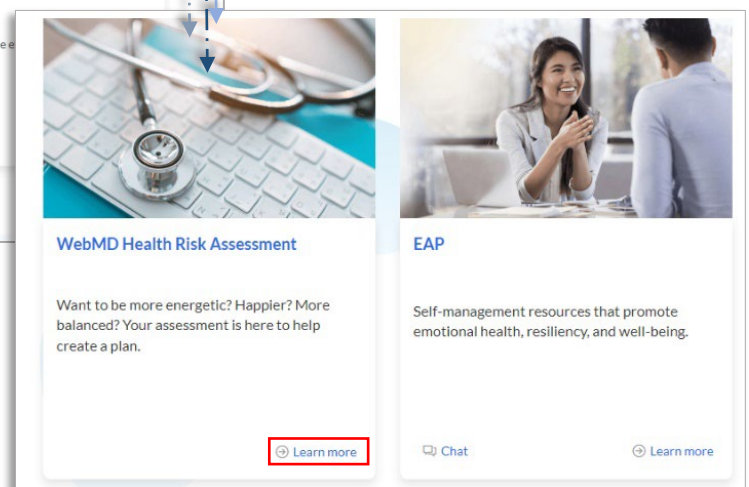 WebMD Health Risk Assessment
Want to be more energetic? Happier? More
balanced? Your assessment is here to help
create a plan.
Learn more
EAP
Self-management resources that promote
emotional health, resiliency, and well-being.
Chat
Learn more